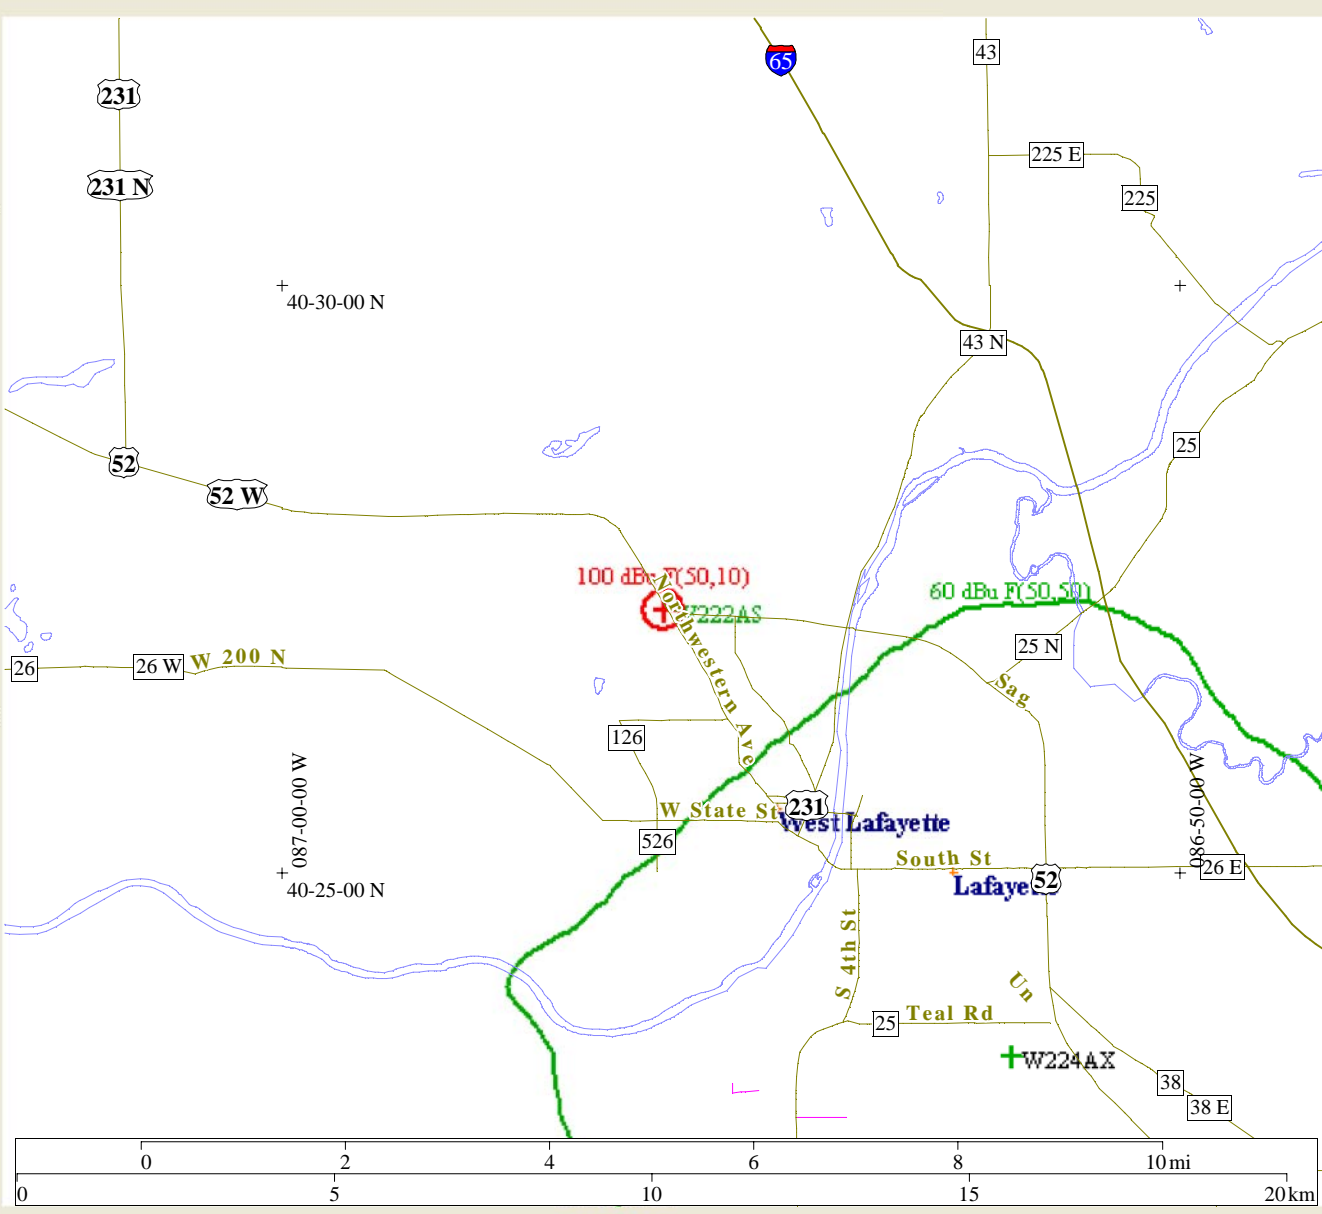 65
43
231
225 E
231 N
225
40-30-00 N
43 N
25
52
52 W
100 dBu F(50,10)
60 dBu F(50,50)
W222AS
Northwestern Ave
25 N
26
26 W
W 200 N
Sag
126
087-00-00 W
086-50-00 W
W State St
231
West Lafayette
526
South St
26 E
40-25-00 N
52
S 4th St
Un
25
Teal Rd
W224AX
38
38 E
0 2 4 6 8 10 mi
0 5 10 15 20 km